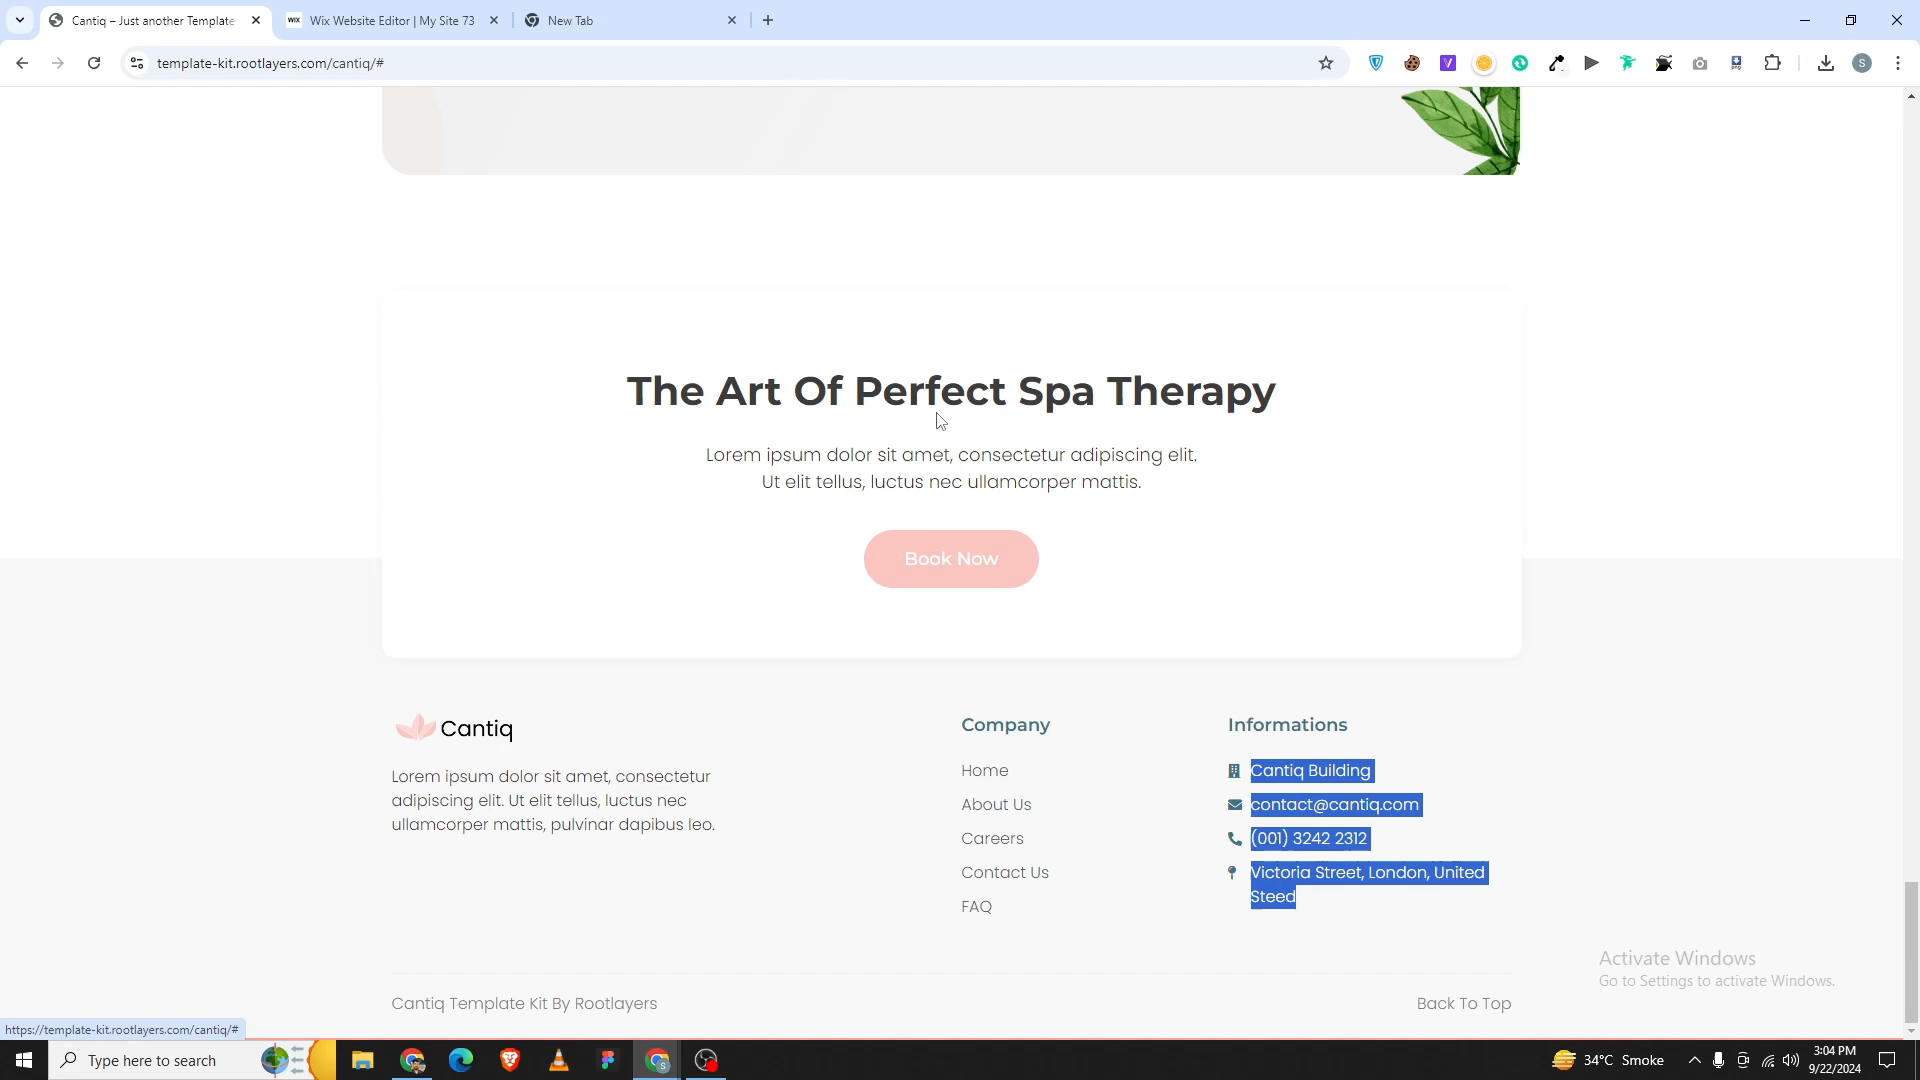 Cantiq – Just another Template
WIX
Wix Website Editor | My Site 73
New Tab
template-kit.rootlayers.com/cantiq/#
S
The Art Of Perfect Spa Therapy
Lorem ipsum dolor sit amet, consectetur adipiscing elit.
Ut elit tellus, luctus nec ullamcorper mattis.
Book Now
Cantiq
Lorem ipsum dolor sit amet, consectetur
adipiscing elit. Ut elit tellus, luctus nec
ullamcorper mattis, pulvinar dapibus leo.
Company
Home
About Us
Careers
Contact Us
FAQ
Informations
Cantiq Building
contact@cantiq.com
(001) 3242 2312
Victoria Street, London, United
Steed
Activate Windows
Go to Settings to activate Windows.
Cantiq Template Kit By Rootlayers
Back To Top
https://template-kit.rootlayers.com/cantiq/#
Type here to search
34°C Smoke
3:04 PM
9/22/2024